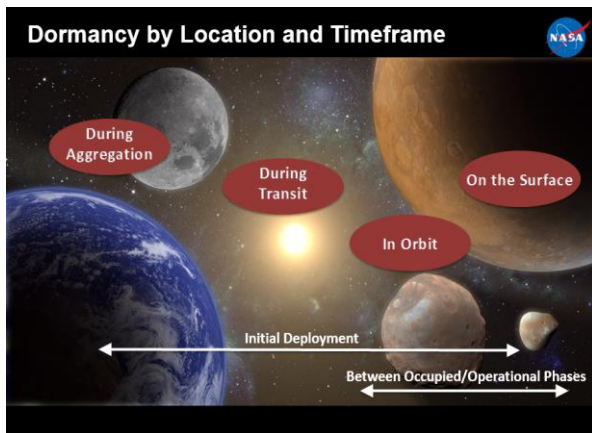 Dormancy by Location and Timeframe
NASA
During
Aggregation
During
Transit
On the Surface
In Orbit
Initial Deployment
Between Occupied/Operational Phases